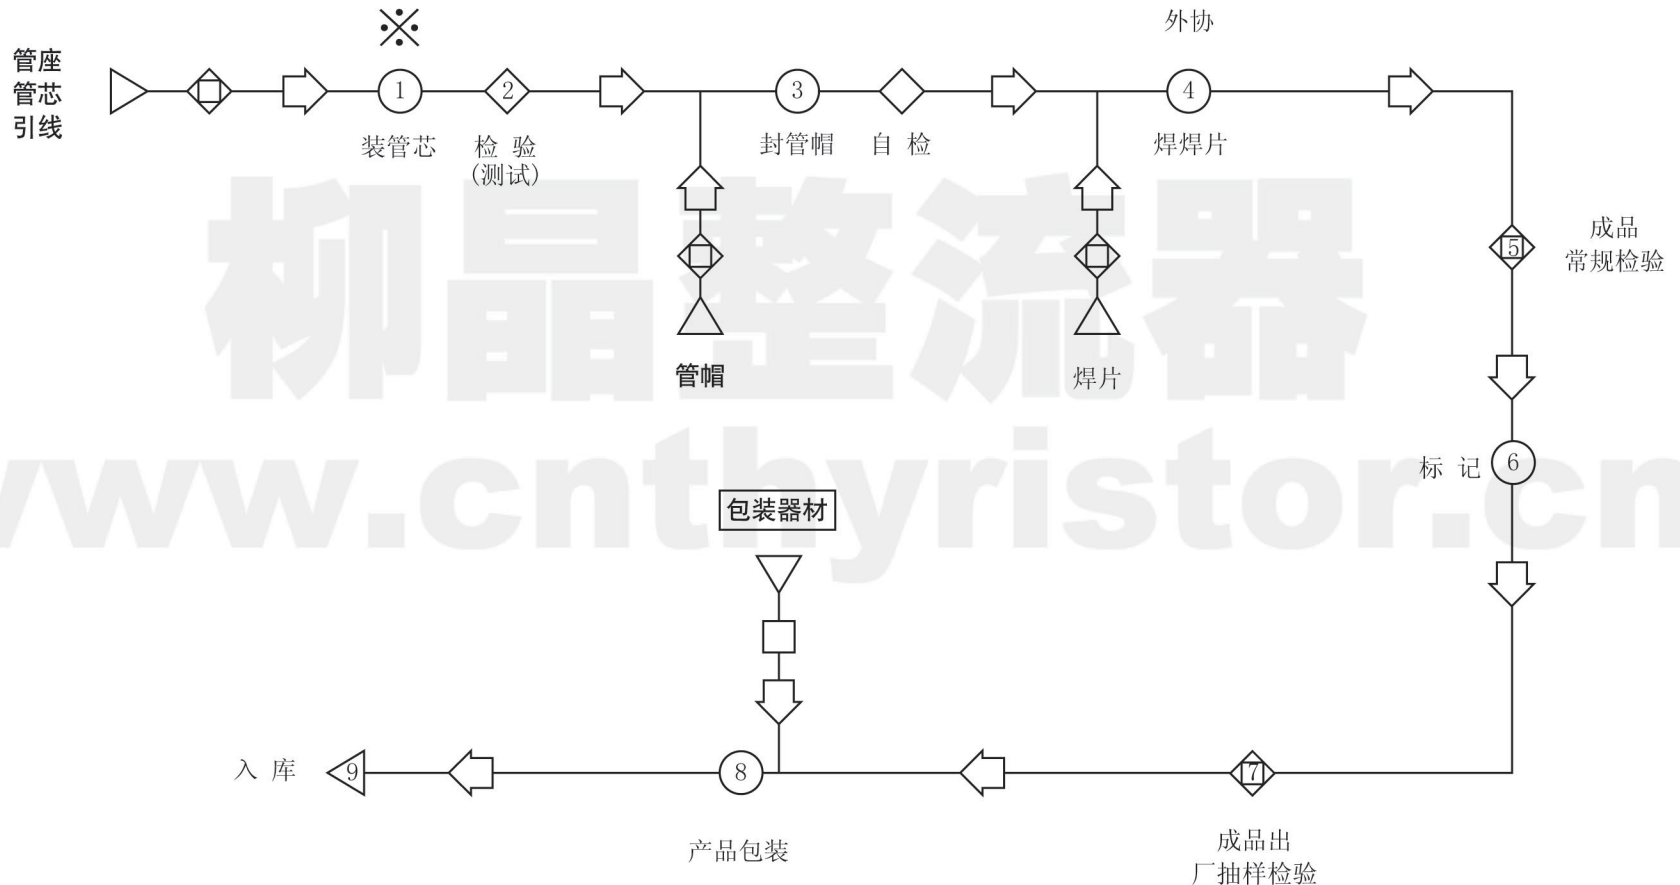 ※
外协
管座
管芯
引线
1
2
3
4
装管芯
检 验
(测试)
封管帽
自 检
焊焊片
柳晶整流器
5
成品
常规检验
管帽
焊片
www.cnthyristor.cn
标 记
6
包装器材
入 库
9
8
7
产品包装
成品出
厂抽样检验